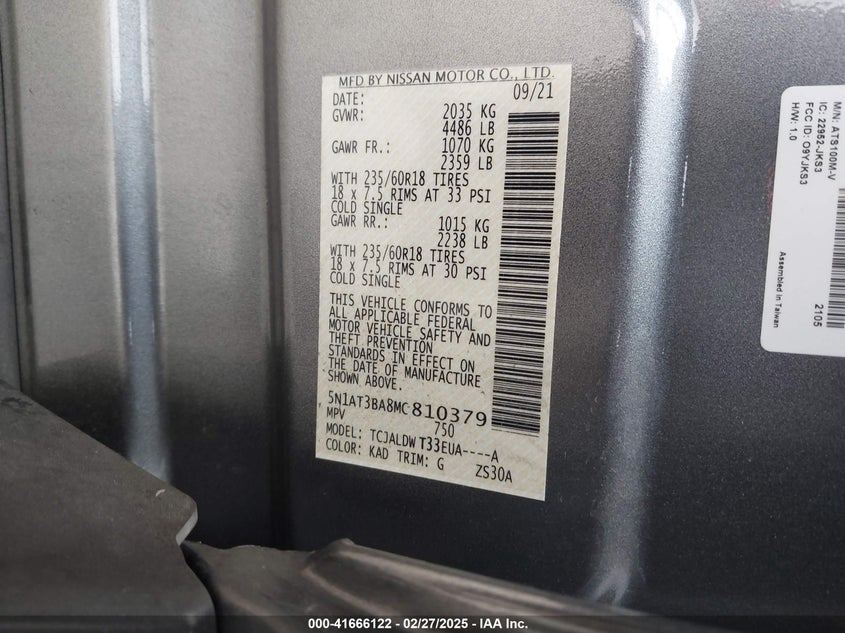 MFD BY NISSAN MOTOR CO., LTD.
DATE: 09/21
GVWR: 2035 KG
4486 LB
GAWR FR.: 1070 KG
2359 LB
WITH 235/60R18 TIRES
18 x 7.5 RIMS AT 33 PSI
COLD SINGLE
GAWR RR.: 1015 KG
2238 LB
WITH 235/60R18 TIRES
18 x 7.5 RIMS AT 30 PSI
COLD SINGLE
THIS VEHICLE CONFORMS TO
ALL APPLICABLE FEDERAL
MOTOR VEHICLE SAFETY AND
THEFT PREVENTION
STANDARDS IN EFFECT ON
THE DATE OF MANUFACTURE
SHOWN ABOVE.
5N1AT3BA8MC810379
MPV 750
MODEL: TCJALDW T33EUA----A
COLOR: KAD TRIM: G ZS30A
M/N: ATS100M-V
IC: 22952-JKS3
FCC ID: O9YJKS3
H/W: 1.0
2105
Assembled in Taiwan
000-41666122 - 02/27/2025 - IAA Inc.